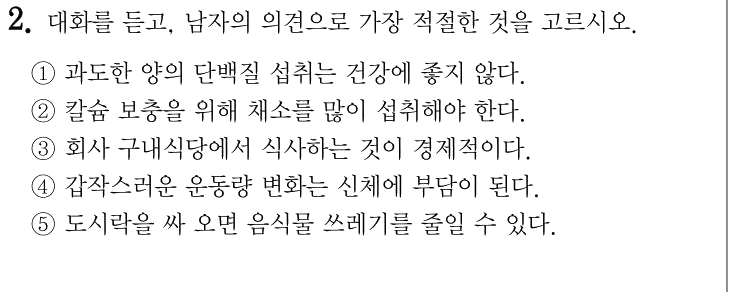 2. 대화를 듣고, 남자의 의견으로 가장 적절한 것을 고르시오.
① 과도한 양의 단백질 섭취는 건강에 좋지 않다.
② 칼슘 보충을 위해 채소를 많이 섭취해야 한다.
③ 회사 구내식당에서 식사하는 것이 경제적이다.
④ 갑작스러운 운동량 변화는 신체에 부담이 된다.
⑤ 도시락을 싸 오면 음식물 쓰레기를 줄일 수 있다.